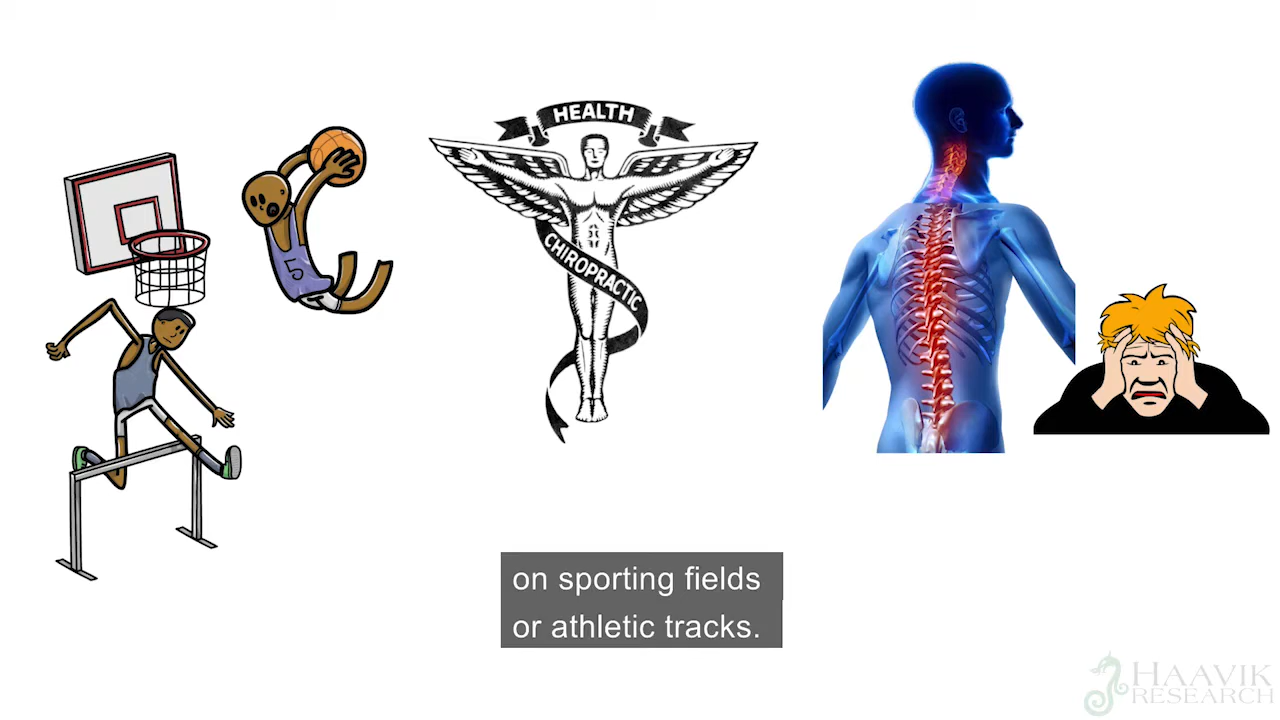 HEALTH
5
CHIROPRACTIC
on sporting fields
or athletic tracks.
HAAVIK
RESEARCH